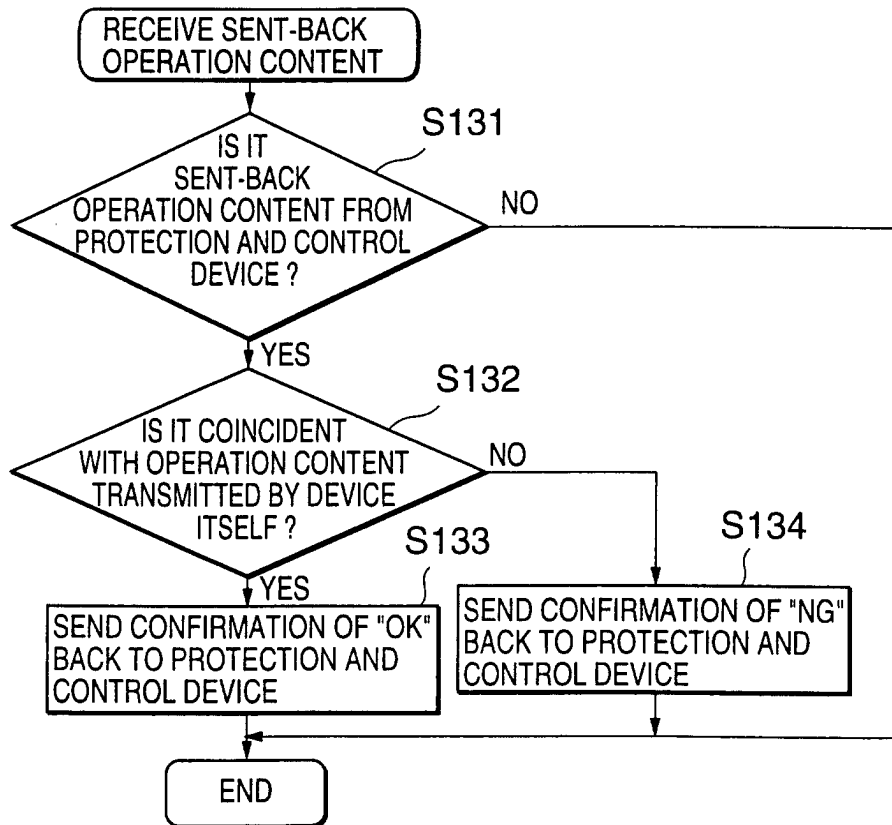 RECEIVE SENT-BACK
OPERATION CONTENT
S131
IS IT
SENT-BACK
OPERATION CONTENT FROM
PROTECTION AND CONTROL
DEVICE ?
NO
YES
S132
IS IT COINCIDENT
WITH OPERATION CONTENT
TRANSMITTED BY DEVICE
ITSELF ?
NO
YES
S133
SEND CONFIRMATION OF "OK"
BACK TO PROTECTION AND
CONTROL DEVICE
S134
SEND CONFIRMATION OF "NG"
BACK TO PROTECTION AND
CONTROL DEVICE
END